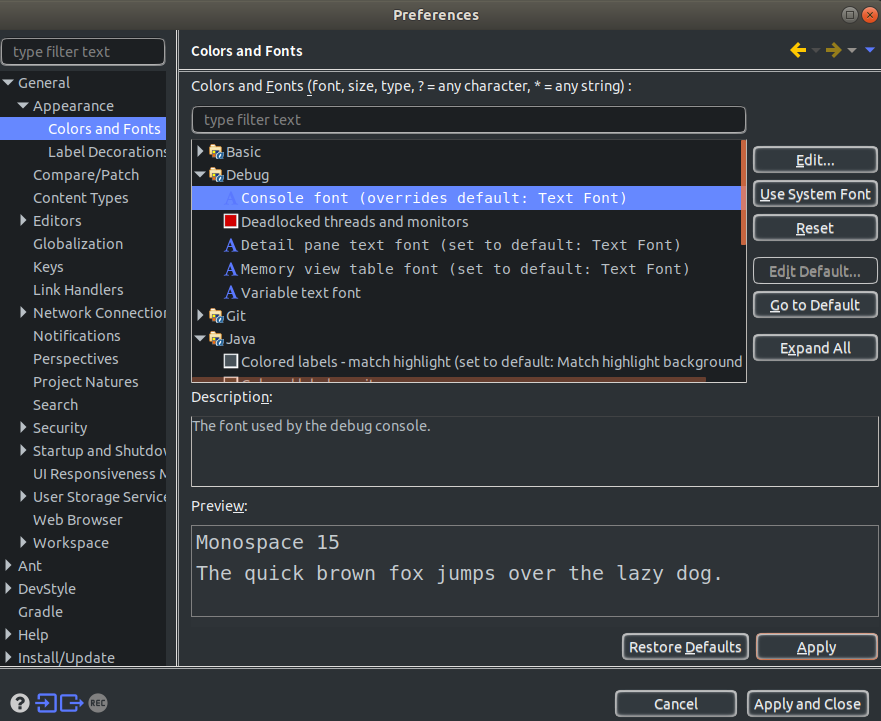 Preferences
type filter text
General
Appearance
Colors and Fonts
Label Decorations
Compare/Patch
Content Types
Editors
Globalization
Keys
Link Handlers
Network Connection
Notifications
Perspectives
Project Natures
Search
Security
Startup and Shutdow
UI Responsiveness M
User Storage Service
Web Browser
Workspace
Ant
DevStyle
Gradle
Help
Install/Update
Colors and Fonts
Colors and Fonts (font, size, type, ? = any character, * = any string) :
type filter text
Basic
Debug
A Console font (overrides default: Text Font)
Deadlocked threads and monitors
A Detail pane text font (set to default: Text Font)
A Memory view table font (set to default: Text Font)
A Variable text font
Git
Java
Colored labels - match highlight (set to default: Match highlight background
Edit...
Use System Font
Reset
Edit Default...
Go to Default
Expand All
Description:
The font used by the debug console.
Preview:
Monospace 15
The quick brown fox jumps over the lazy dog.
Restore Defaults
Apply
? REC
Cancel
Apply and Close